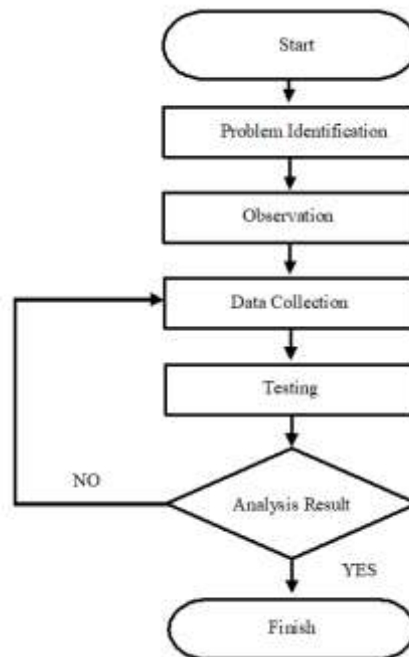 Start
Problem Identification
Observation
Data Collection
Testing
NO
Analysis Result
YES
Finish